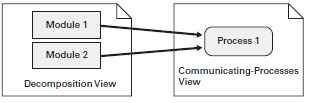 Module 1
Module 2
Decomposition View
Process 1
Communicating-Processes
View